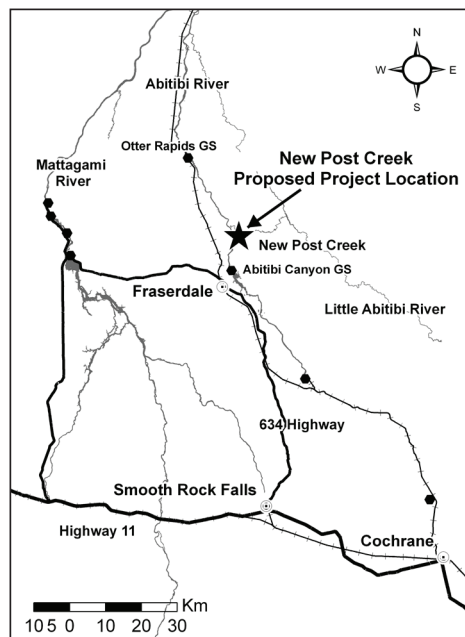 N
W E
S
Abitibi River
Otter Rapids GS
Mattagami
River
New Post Creek
Proposed Project Location
New Post Creek
Abitibi Canyon GS
Fraserdale
Little Abitibi River
634 Highway
Smooth Rock Falls
Highway 11
Cochrane
Km
10 5 0 10 20 30